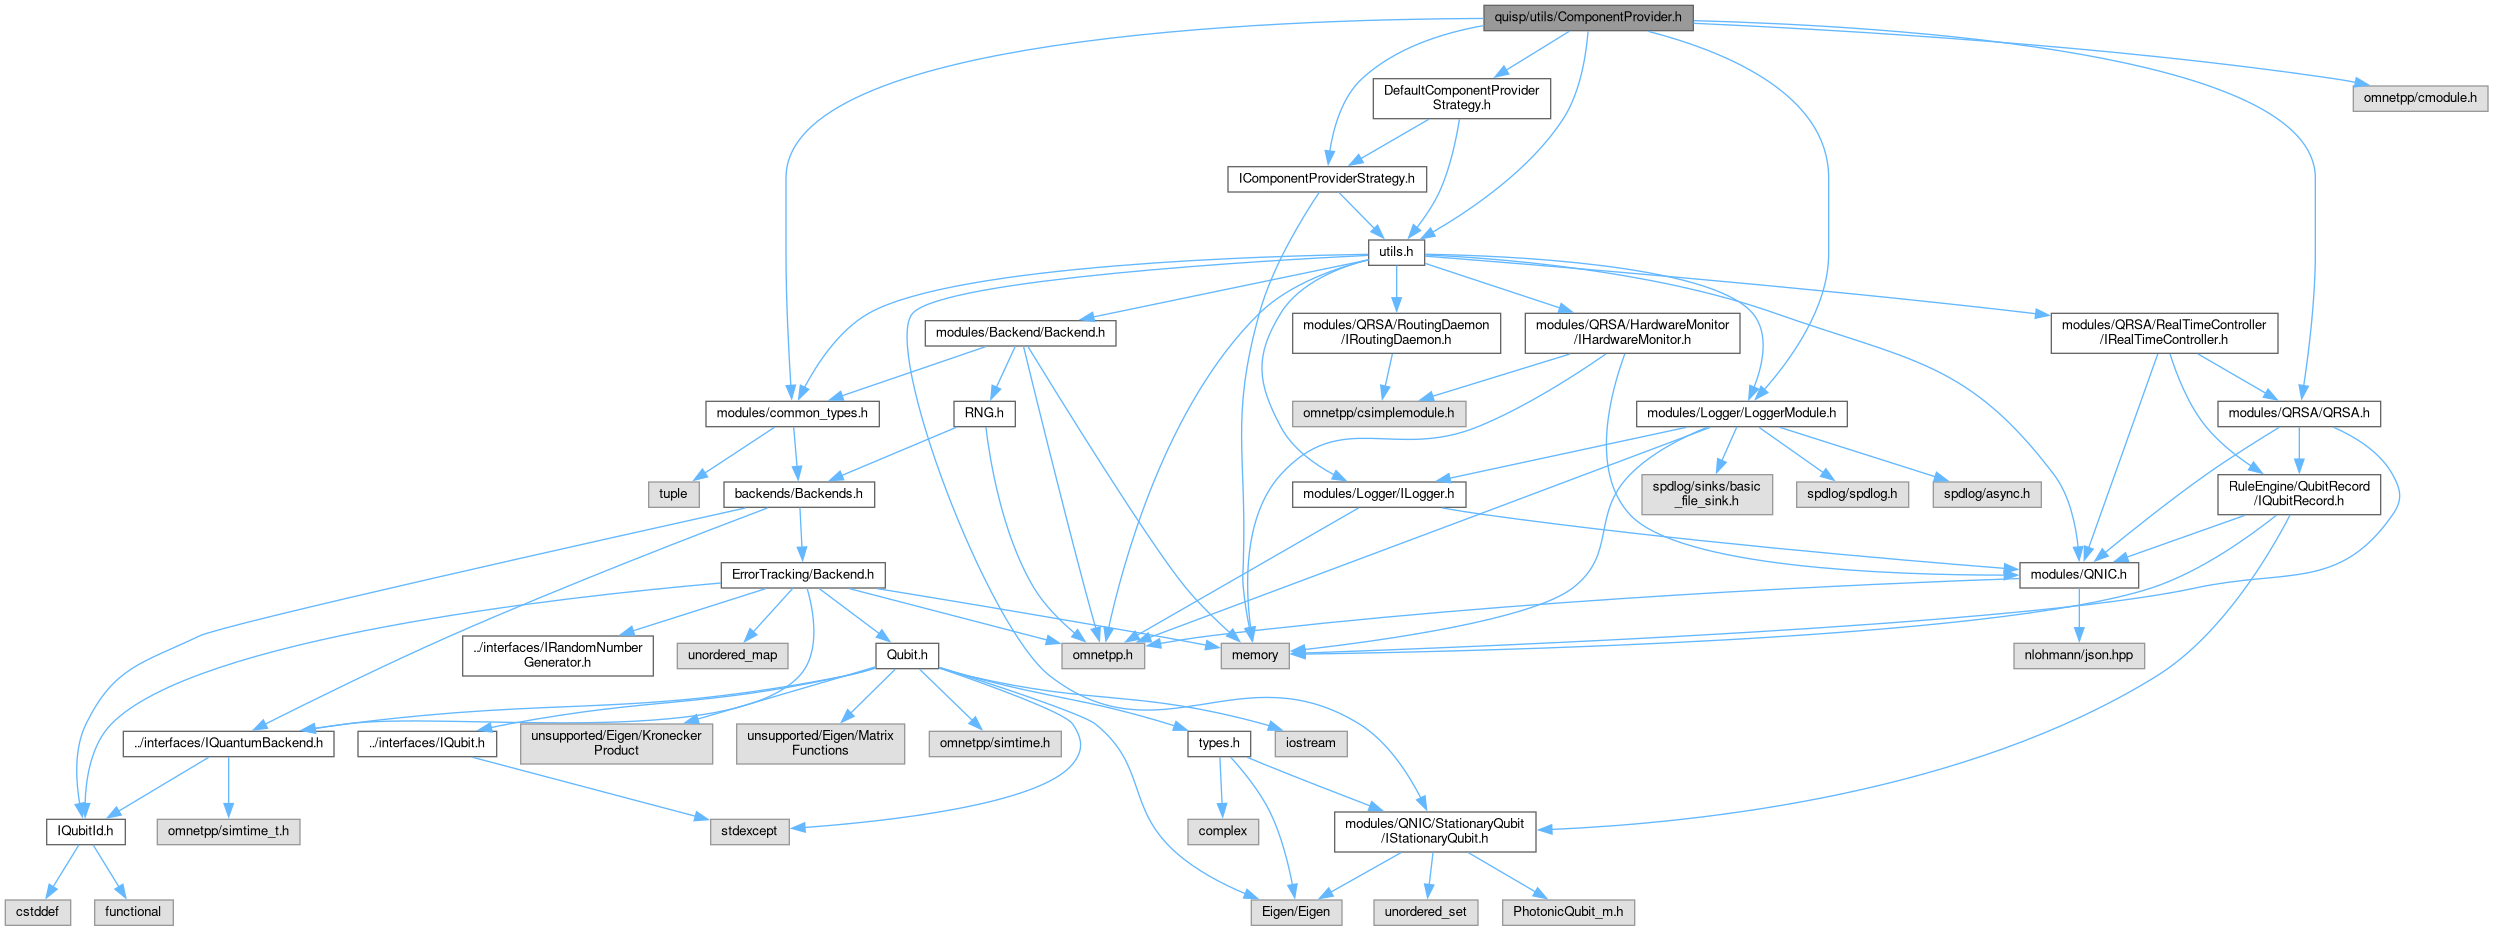 quisp/utils/ComponentProvider.h
DefaultComponentProvider
Strategy.h
omnetpp/cmodule.h
IComponentProviderStrategy.h
utils.h
modules/Backend/Backend.h
modules/QRSA/RoutingDaemon
/IRoutingDaemon.h
modules/QRSA/HardwareMonitor
/IHardwareMonitor.h
modules/QRSA/RealTimeController
/IRealTimeController.h
modules/common_types.h
RNG.h
omnetpp/csimplemodule.h
modules/Logger/LoggerModule.h
modules/QRSA/QRSA.h
tuple
backends/Backends.h
modules/Logger/ILogger.h
spdlog/sinks/basic
_file_sink.h
spdlog/spdlog.h
spdlog/async.h
RuleEngine/QubitRecord
/IQubitRecord.h
ErrorTracking/Backend.h
modules/QNIC.h
../interfaces/IRandomNumber
Generator.h
unordered_map
Qubit.h
omnetpp.h
memory
nlohmann/json.hpp
../interfaces/IQuantumBackend.h
../interfaces/IQubit.h
unsupported/Eigen/Kronecker
Product
unsupported/Eigen/Matrix
Functions
omnetpp/simtime.h
types.h
iostream
IQubitId.h
omnetpp/simtime_t.h
stdexcept
complex
modules/QNIC/StationaryQubit
/IStationaryQubit.h
cstddef
functional
Eigen/Eigen
unordered_set
PhotonicQubit_m.h